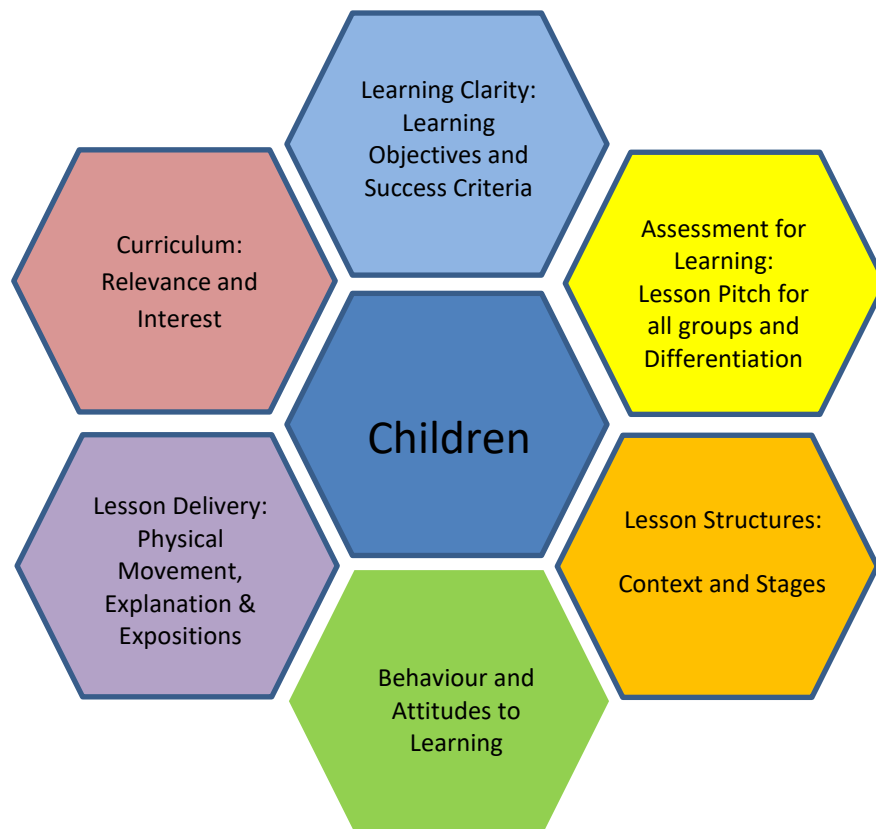 Learning Clarity:
Learning
Objectives and
Success Criteria
Curriculum:
Relevance and
Interest
Assessment for
Learning:
Lesson Pitch for
all groups and
Differentiation
Children
Lesson Delivery:
Physical
Movement,
Explanation &
Expositions
Lesson Structures:
Context and Stages
Behaviour and
Attitudes to
Learning